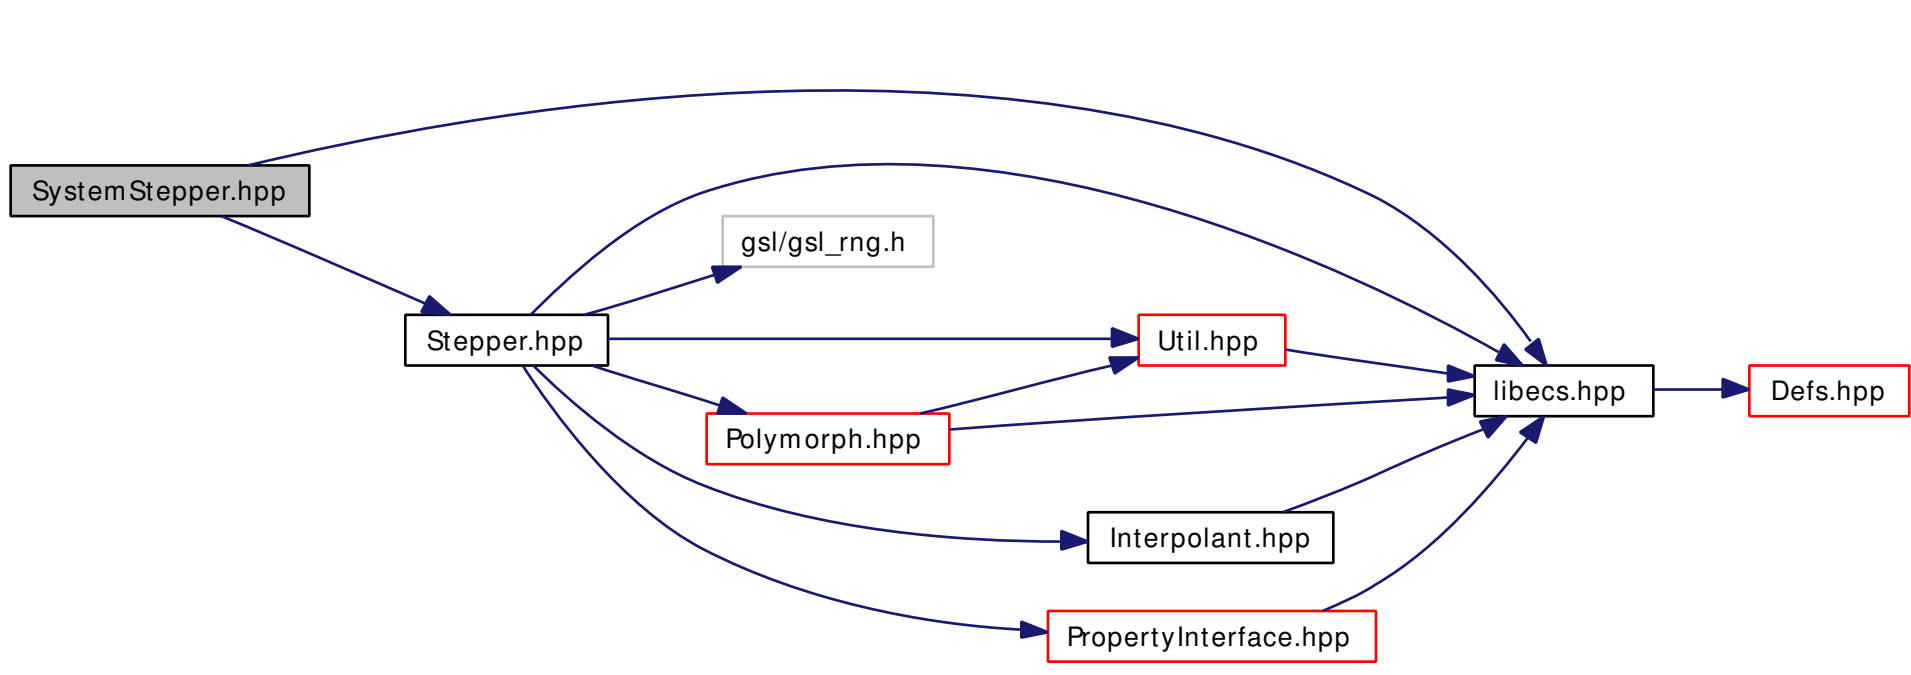 SystemStepper.hpp
gsl/gsl_rng.h
Stepper.hpp
Util.hpp
libecs.hpp
Defs.hpp
Polymorph.hpp
Interpolant.hpp
PropertyInterface.hpp